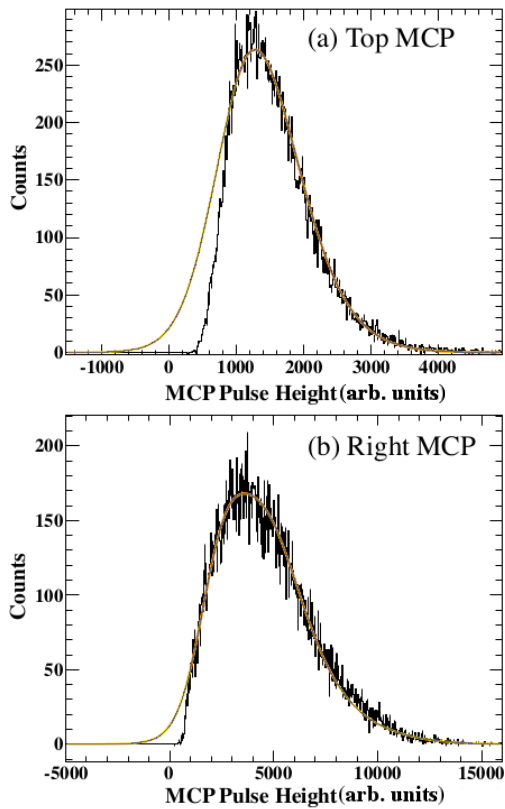 (a) Top MCP
250
200
150
100
50
0
Counts
-1000 0 1000 2000 3000 4000
MCP Pulse Height (arb. units)
(b) Right MCP
200
150
100
50
0
Counts
-5000 0 5000 10000 15000
MCP Pulse Height (arb. units)